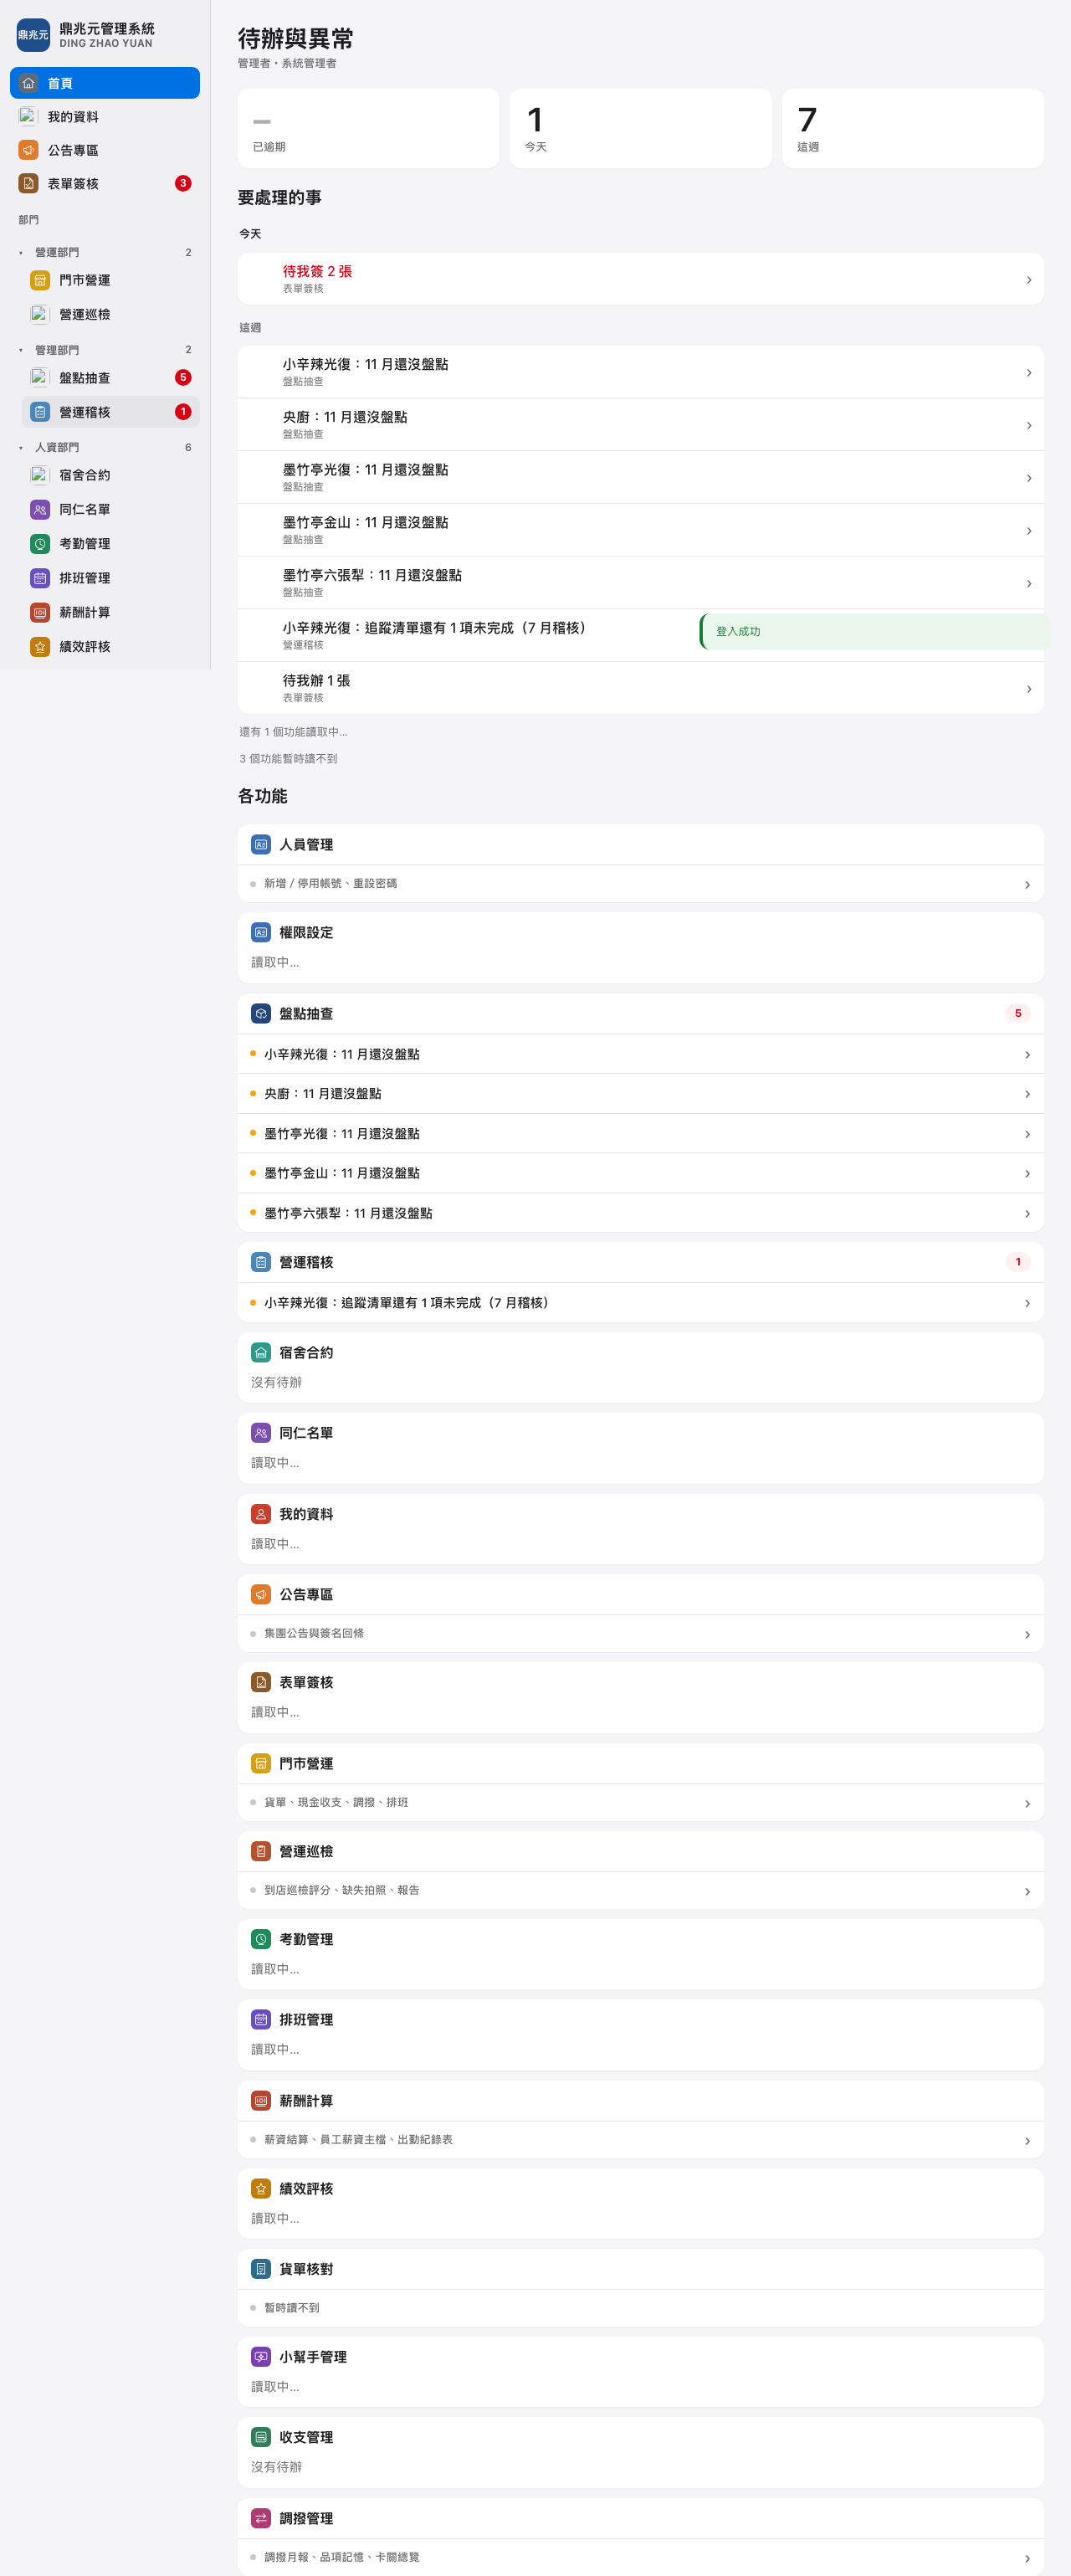 鼎兆元
鼎兆元管理系統
DING ZHAO YUAN
首頁
我的資料
公告專區
表單簽核
3
部門
營運部門
2
門市營運
營運巡檢
管理部門
2
盤點抽查
5
營運稽核
1
人資部門
6
宿舍合約
同仁名單
考勤管理
排班管理
薪酬計算
績效評核
待辦與異常
管理者・系統管理者
–
已逾期
1
今天
7
這週
要處理的事
今天
待我簽 2 張
表單簽核
這週
小辛辣光復：11 月還沒盤點
盤點抽查
央廚：11 月還沒盤點
盤點抽查
墨竹亭光復：11 月還沒盤點
盤點抽查
墨竹亭金山：11 月還沒盤點
盤點抽查
墨竹亭六張犁：11 月還沒盤點
盤點抽查
小辛辣光復：追蹤清單還有 1 項未完成（7 月稽核）
營運稽核
登入成功
待我辦 1 張
表單簽核
還有 1 個功能讀取中…
3 個功能暫時讀不到
各功能
人員管理
新增 / 停用帳號、重設密碼
權限設定
讀取中…
盤點抽查
5
小辛辣光復：11 月還沒盤點
央廚：11 月還沒盤點
墨竹亭光復：11 月還沒盤點
墨竹亭金山：11 月還沒盤點
墨竹亭六張犁：11 月還沒盤點
營運稽核
1
小辛辣光復：追蹤清單還有 1 項未完成（7 月稽核）
宿舍合約
沒有待辦
同仁名單
讀取中…
我的資料
讀取中…
公告專區
集團公告與簽名回條
表單簽核
讀取中…
門市營運
貨單、現金收支、調撥、排班
營運巡檢
到店巡檢評分、缺失拍照、報告
考勤管理
讀取中…
排班管理
讀取中…
薪酬計算
薪資結算、員工薪資主檔、出勤紀錄表
績效評核
讀取中…
貨單核對
暫時讀不到
小幫手管理
讀取中…
收支管理
沒有待辦
調撥管理
調撥月報、品項記憶、卡關總覽